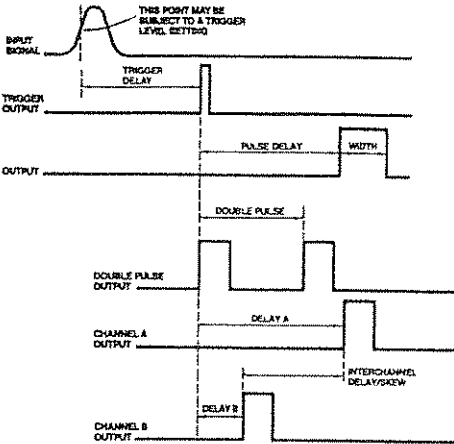 THIS POINT MAY BE
SUBJECT TO A TRIGGER
LEVEL SETTING
INPUT
SIGNAL
TRIGGER
DELAY
TRIGGER
OUTPUT
PULSE DELAY
WIDTH
OUTPUT
DOUBLE PULSE
DOUBLE PULSE
OUTPUT
DELAY A
CHANNEL A
OUTPUT
INTERCHANNEL
DELAY/SKEW
DELAY B
CHANNEL B
OUTPUT